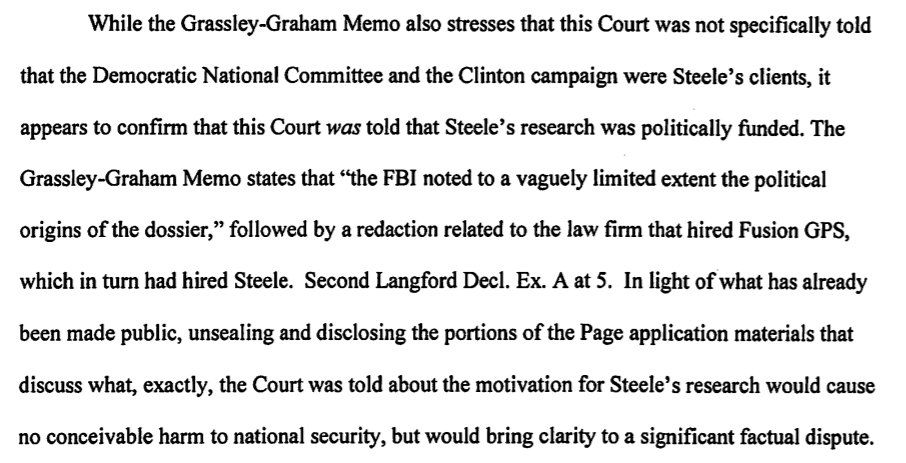 While the Grassley-Graham Memo also stresses that this Court was not specifically told
that the Democratic National Committee and the Clinton campaign were Steele's clients, it
appears to confirm that this Court was told that Steele's research was politically funded. The
Grassley-Graham Memo states that “the FBI noted to a vaguely limited extent the political
origins of the dossier,” followed by a redaction related to the law firm that hired Fusion GPS,
which in turn had hired Steele.  Second Langford Decl. Ex. A at 5.  In light of what has already
been made public, unsealing and disclosing the portions of the Page application materials that
discuss what, exactly, the Court was told about the motivation for Steele's research would cause
no conceivable harm to national security, but would bring clarity to a significant factual dispute.